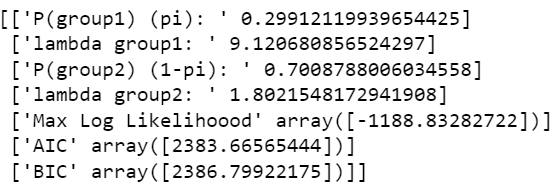 [['P(group1) (pi): ' 0.29912119939654425]
['lambda group1: ' 9.120680856524297]
['P(group2) (1-pi): ' 0.7008788006034558]
['lambda group2: ' 1.8021548172941908]
['Max Log Likelihoood' array([-1188.83282722])]
['AIC' array([2383.66565444])]
['BIC' array([2386.79922175])]]